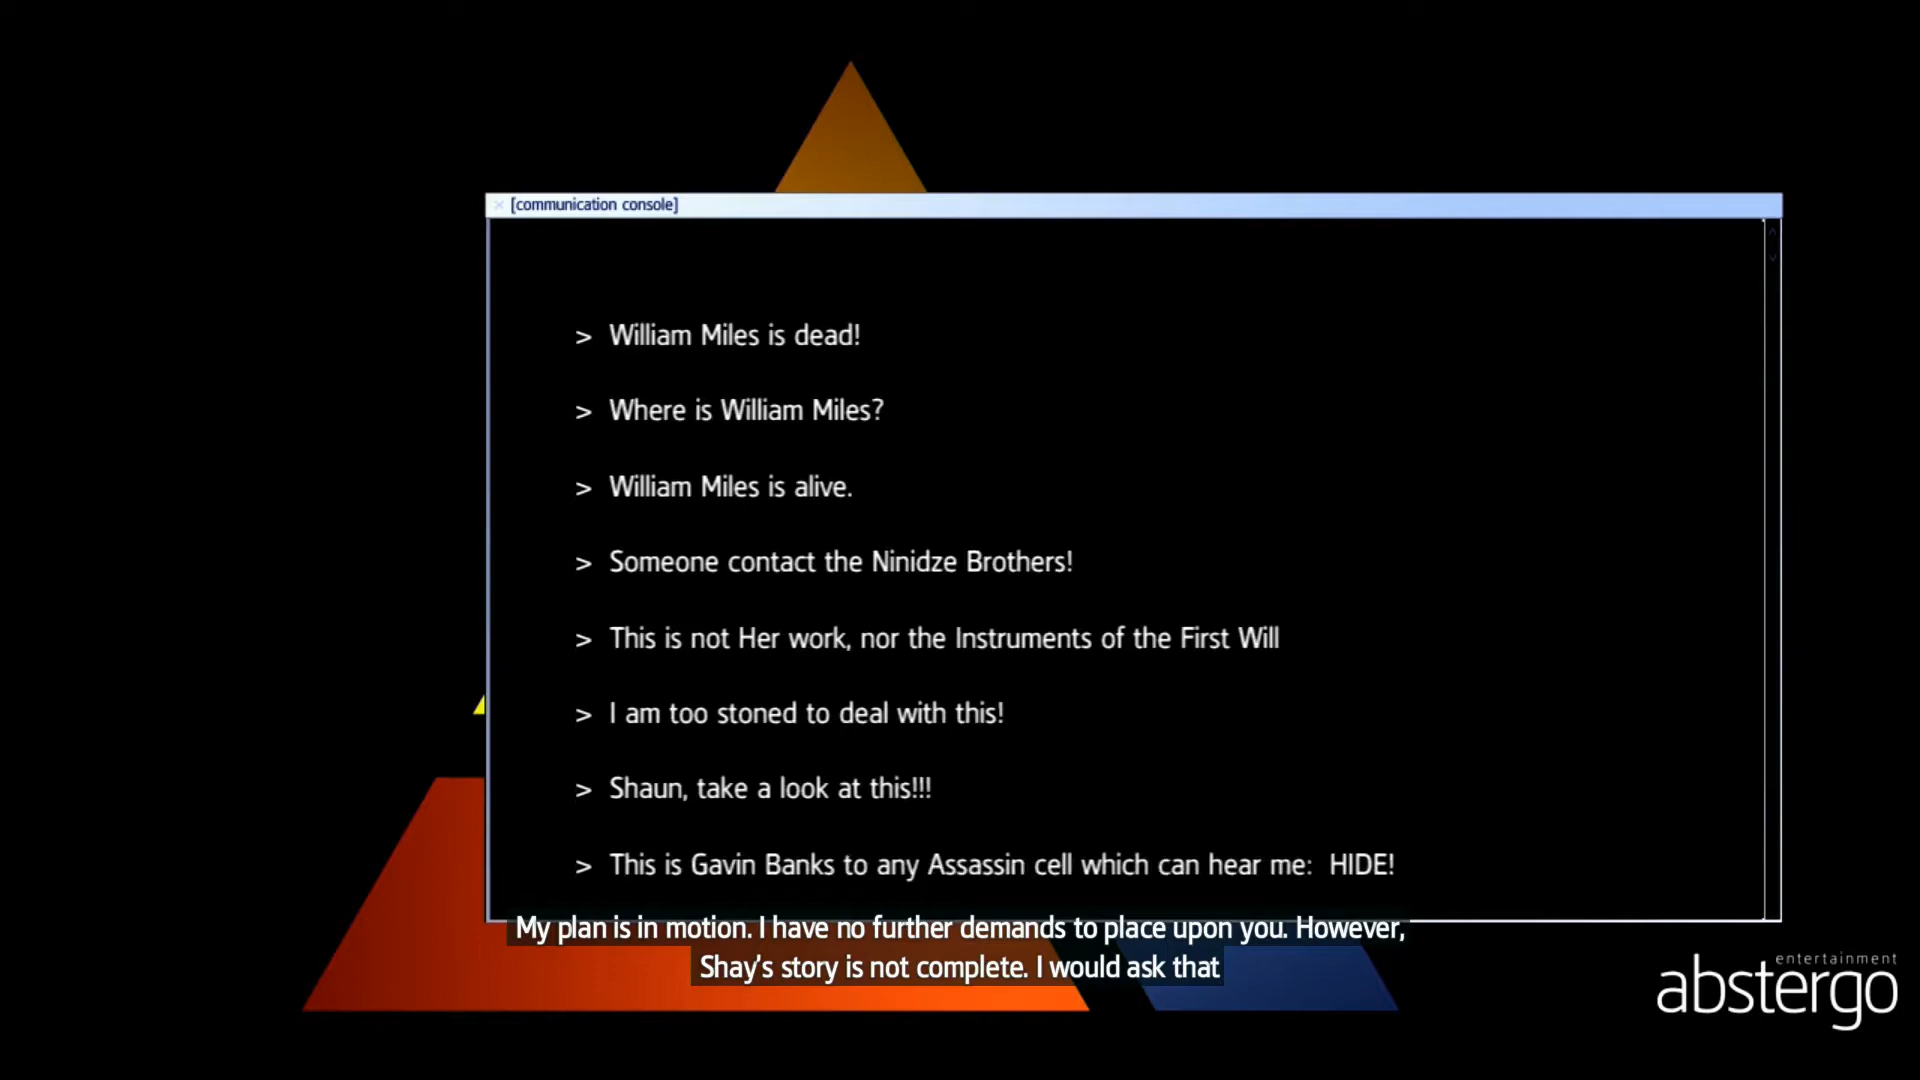 [communication console]
> William Miles is dead!
> Where is William Miles?
> William Miles is alive.
> Someone contact the Ninidze Brothers!
> This is not Her work, nor the Instruments of the First Will
> I am too stoned to deal with this!
> Shaun, take a look at this!!!
> This is Gavin Banks to any Assassin cell which can hear me:  HIDE!
My plan is in motion. I have no further demands to place upon you. However,
Shay's story is not complete. I would ask that
entertainment
abstergo